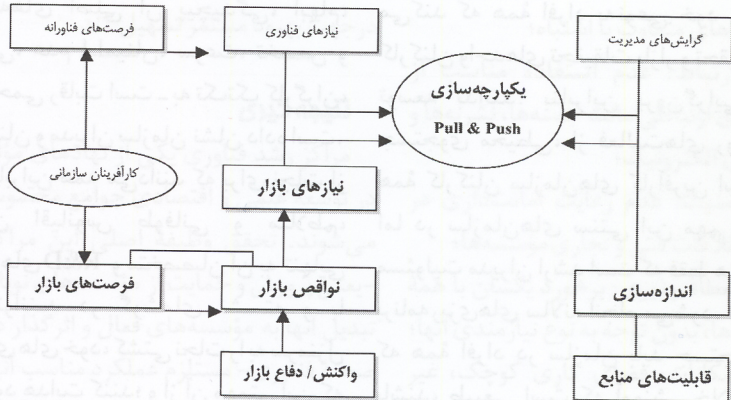 گرایش‌های مدیریت
نیازهای فناوری
فرصت‌های فناورانه
یکپارچه‌سازی
Pull & Push
کارآفرینان سازمانی
نیازهای بازار
اندازه‌سازی
نواقص بازار
فرصت‌های بازار
قابلیت‌های منابع
واکنش/ دفاع بازار